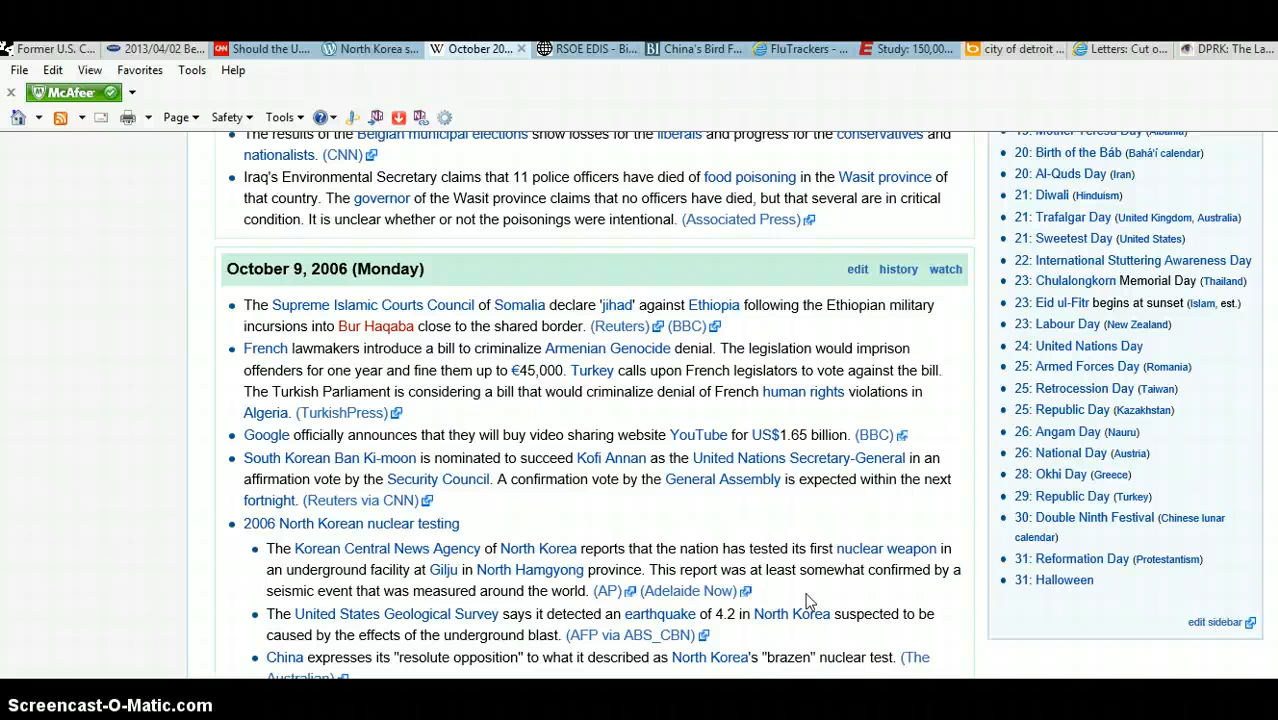 Former U.S. C...
2013/04/02 Be...
Should the U....
North Korea s...
October 20...
RSOE EDIS - Bi...
China's Bird F...
FluTrackers - ...
Study: 150,00...
city of detroit ...
Letters: Cut o...
DPRK: The La...
File Edit View Favorites Tools Help
McAfee
Page Safety Tools
The results of the Belgian municipal elections show losses for the liberals and progress for the conservatives and
nationalists. (CNN)
Iraq's Environmental Secretary claims that 11 police officers have died of food poisoning in the Wasit province of
that country. The governor of the Wasit province claims that no officers have died, but that several are in critical
condition. It is unclear whether or not the poisonings were intentional. (Associated Press)
October 9, 2006 (Monday) edit history watch
The Supreme Islamic Courts Council of Somalia declare 'jihad' against Ethiopia following the Ethiopian military
incursions into Bur Haqaba close to the shared border. (Reuters) (BBC)
French lawmakers introduce a bill to criminalize Armenian Genocide denial. The legislation would imprison
offenders for one year and fine them up to €45,000. Turkey calls upon French legislators to vote against the bill.
The Turkish Parliament is considering a bill that would criminalize denial of French human rights violations in
Algeria. (TurkishPress)
Google officially announces that they will buy video sharing website YouTube for US$1.65 billion. (BBC)
South Korean Ban Ki-moon is nominated to succeed Kofi Annan as the United Nations Secretary-General in an
affirmation vote by the Security Council. A confirmation vote by the General Assembly is expected within the next
fortnight. (Reuters via CNN)
2006 North Korean nuclear testing
The Korean Central News Agency of North Korea reports that the nation has tested its first nuclear weapon in
an underground facility at Gilju in North Hamgyong province. This report was at least somewhat confirmed by a
seismic event that was measured around the world. (AP) (Adelaide Now)
The United States Geological Survey says it detected an earthquake of 4.2 in North Korea suspected to be
caused by the effects of the underground blast. (AFP via ABS_CBN)
China expresses its "resolute opposition" to what it described as North Korea's "brazen" nuclear test. (The
Australian)
19: Mother Teresa Day (Albania)
20: Birth of the Báb (Bahá'í calendar)
20: Al-Quds Day (Iran)
21: Diwali (Hinduism)
21: Trafalgar Day (United Kingdom, Australia)
21: Sweetest Day (United States)
22: International Stuttering Awareness Day
23: Chulalongkorn Memorial Day (Thailand)
23: Eid ul-Fitr begins at sunset (Islam, est.)
23: Labour Day (New Zealand)
24: United Nations Day
25: Armed Forces Day (Romania)
25: Retrocession Day (Taiwan)
25: Republic Day (Kazakhstan)
26: Angam Day (Nauru)
26: National Day (Austria)
28: Okhi Day (Greece)
29: Republic Day (Turkey)
30: Double Ninth Festival (Chinese lunar
calendar)
31: Reformation Day (Protestantism)
31: Halloween
edit sidebar
Screencast-O-Matic.com